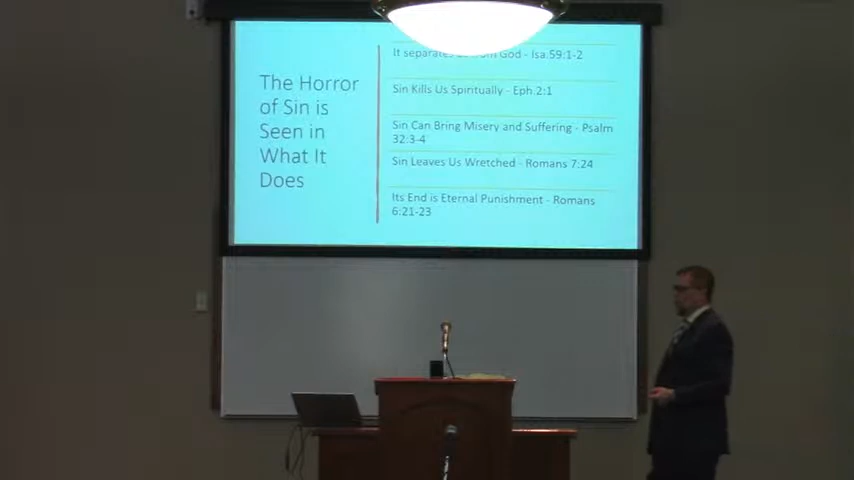 The Horror
of Sin is
Seen in
What It
Does
It separates from God - Isa.59:1-2
Sin Kills Us Spiritually - Eph.2:1
Sin Can Bring Misery and Suffering - Psalm
32:3-4
Sin Leaves Us Wretched - Romans 7:24
Its End is Eternal Punishment - Romans
6:21-23